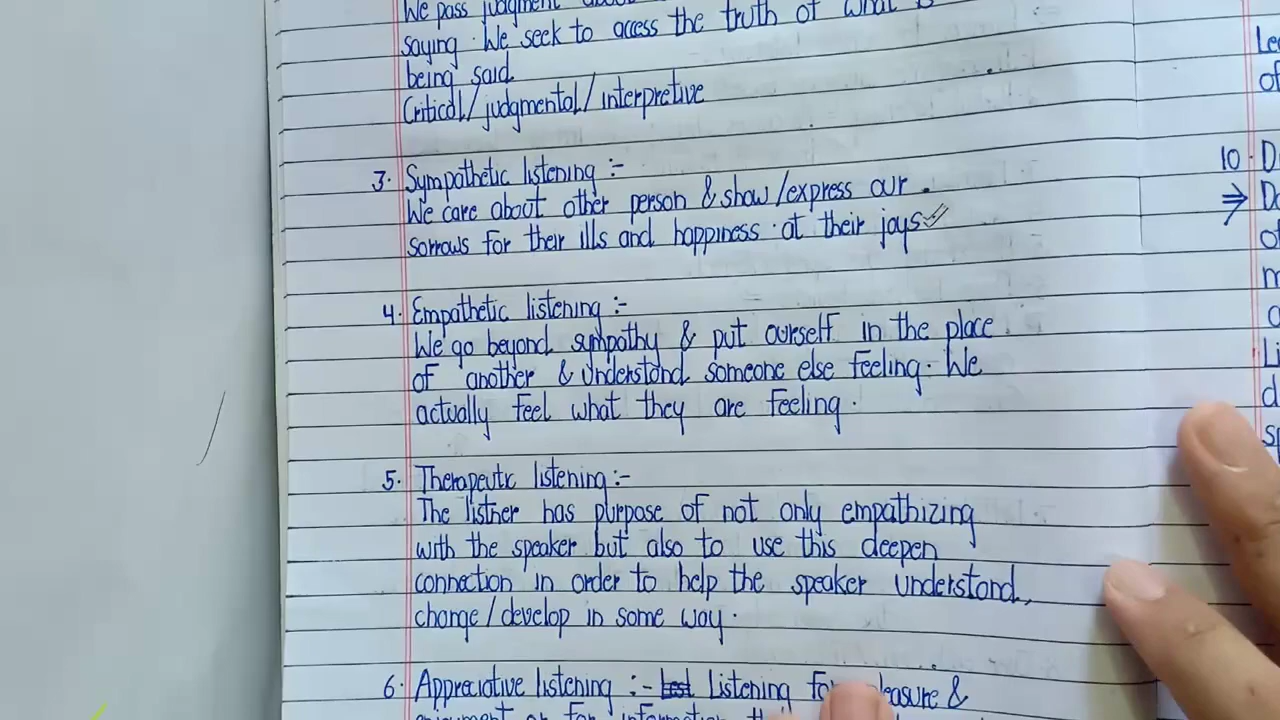 We pass judgment about
saying. We seek to access the truth of what is
being said.
Critical/judgmental/interpretive
3. Sympathetic listening :-
We care about other person & show/express our
sorrows for their ills and happiness at their joys
4. Empathetic listening :-
We go beyond sympathy & put ourself in the place
of another & understand someone else feeling. We
actually feel what they are feeling.
5. Therapeutic listening :-
The listner has purpose of not only empathizing
with the speaker but also to use this deepen
connection in order to help the speaker understand,
change/develop in some way.
6. Appreciative listening :- Listening for pleasure &
10.